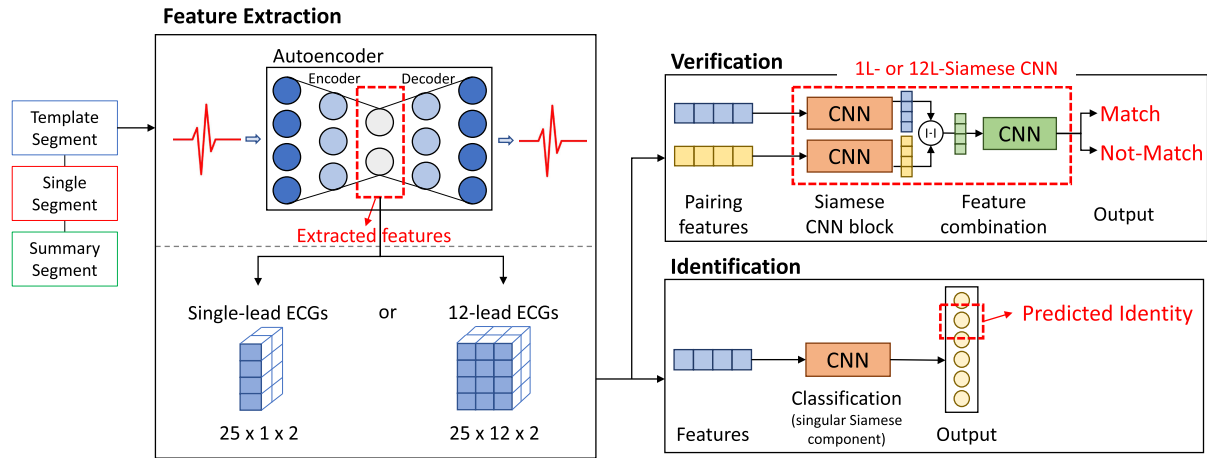 Feature Extraction
Template
Segment
Single
Segment
Summary
Segment
Autoencoder
Encoder
Decoder
Extracted features
Single-lead ECGs
or
12-lead ECGs
25 x 1 x 2
25 x 12 x 2
Verification
1L- or 12L-Siamese CNN
CNN
CNN
|-|
CNN
Match
Not-Match
Pairing
features
Siamese
CNN block
Feature
combination
Output
Identification
CNN
Predicted Identity
Features
Classification
(singular Siamese
component)
Output